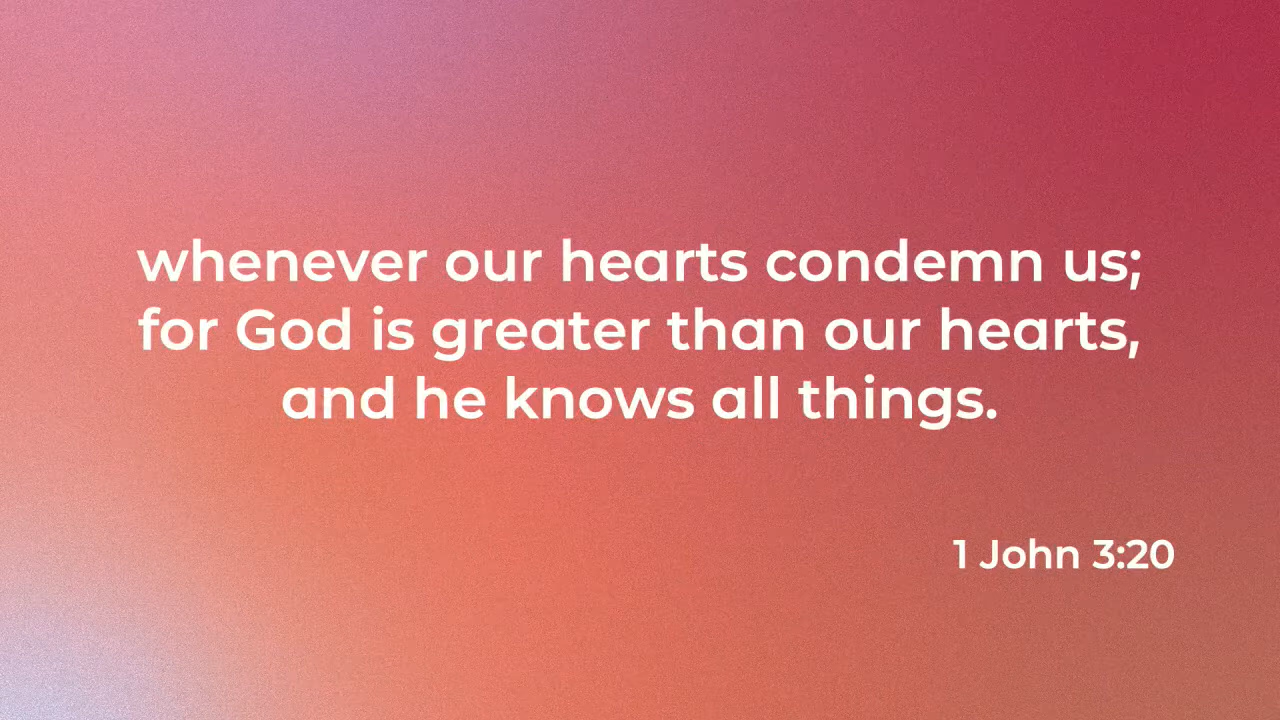 whenever our hearts condemn us;
for God is greater than our hearts,
and he knows all things.
1 John 3:20